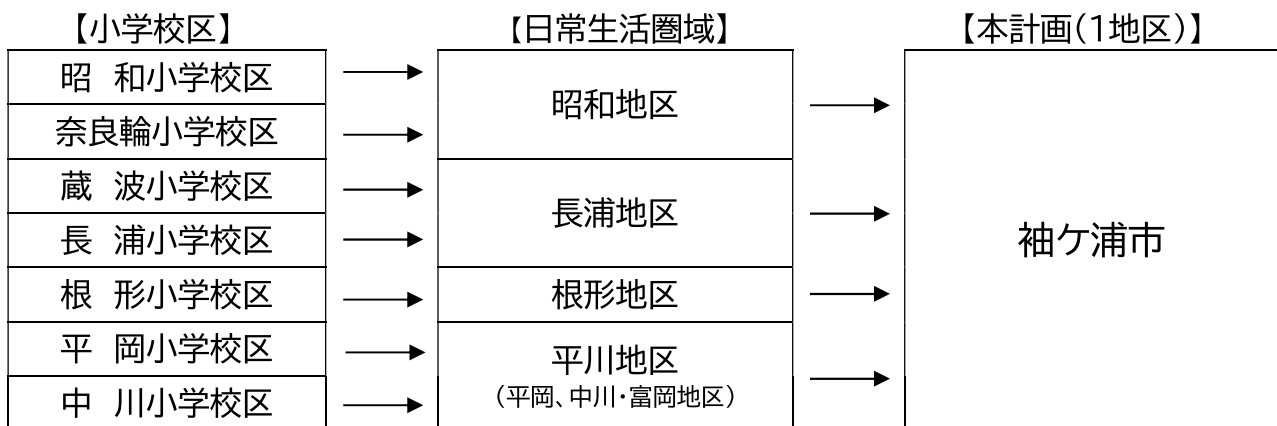 【小学校区】
【日常生活圏域】
【本計画(1地区)】
昭　和小学校区
奈良輪小学校区
蔵　波小学校区
長　浦小学校区
根　形小学校区
平　岡小学校区
中　川小学校区
昭和地区
長浦地区
根形地区
平川地区
(平岡、中川・富岡地区)
袖ケ浦市